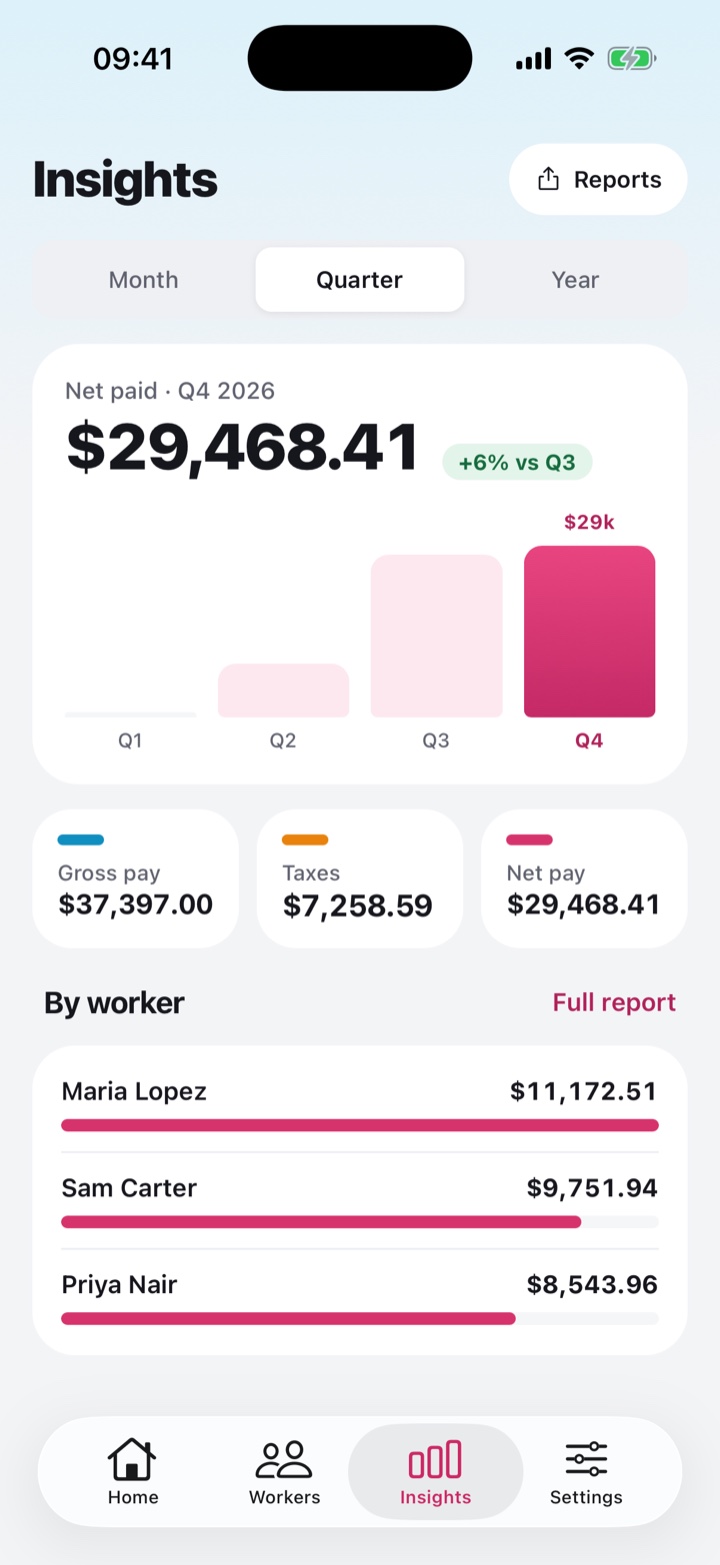 09:41
Insights
Reports
Month
Quarter
Year
Net paid · Q4 2026
$29,468.41
+6% vs Q3
$29k
Q1
Q2
Q3
Q4
Gross pay
$37,397.00
Taxes
$7,258.59
Net pay
$29,468.41
By worker
Full report
Maria Lopez
$11,172.51
Sam Carter
$9,751.94
Priya Nair
$8,543.96
Home
Workers
Insights
Settings